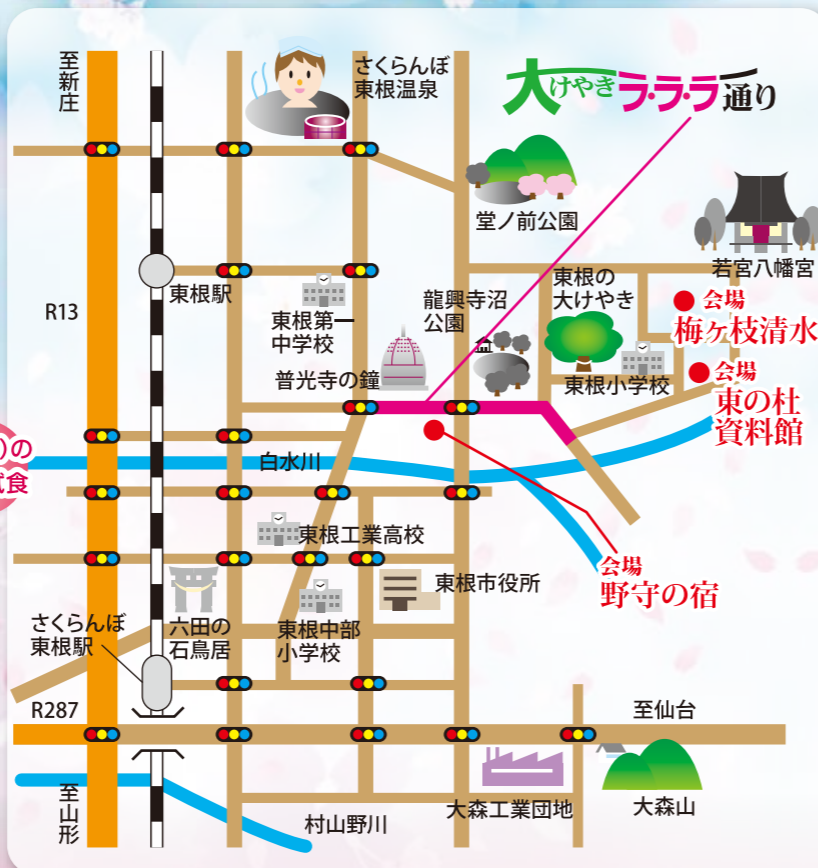 至新庄
さくらんぼ
東根温泉
大けやきラ・ラ・ラ通り
堂ノ前公園
若宮八幡宮
東根駅
R13
東根第一
中学校
龍興寺沼
公園
東根の
大けやき
会場
梅ヶ枝清水
普光寺の鐘
東根小学校
会場
東の杜
資料館
の
試食
白水川
東根工業高校
会場
野守の宿
東根市役所
さくらんぼ
東根駅
六田の
石鳥居
東根中部
小学校
R287
至仙台
至山形
村山野川
大森工業団地
大森山